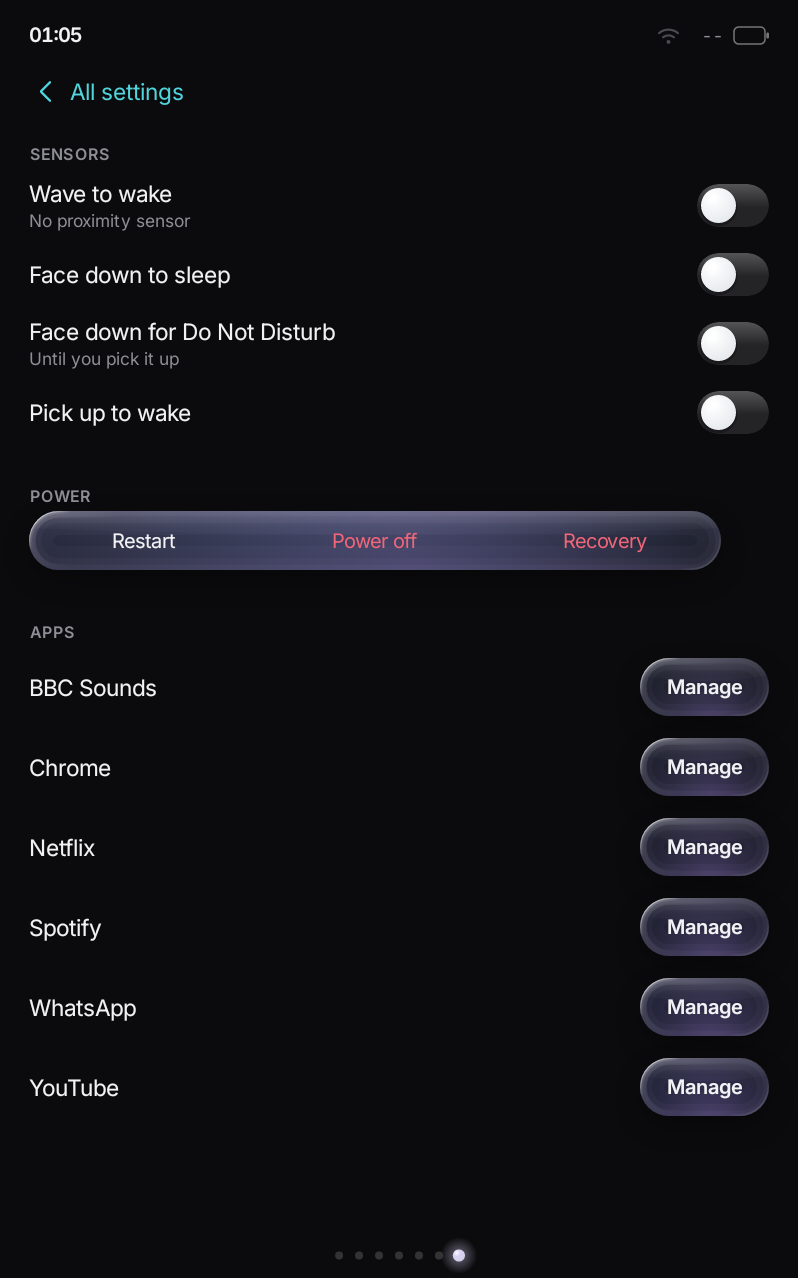 01:05
--
All settings
SENSORS
Wave to wake
No proximity sensor
Face down to sleep
Face down for Do Not Disturb
Until you pick it up
Pick up to wake
POWER
Restart Power off Recovery
APPS
BBC Sounds Manage
Chrome Manage
Netflix Manage
Spotify Manage
WhatsApp Manage
YouTube Manage